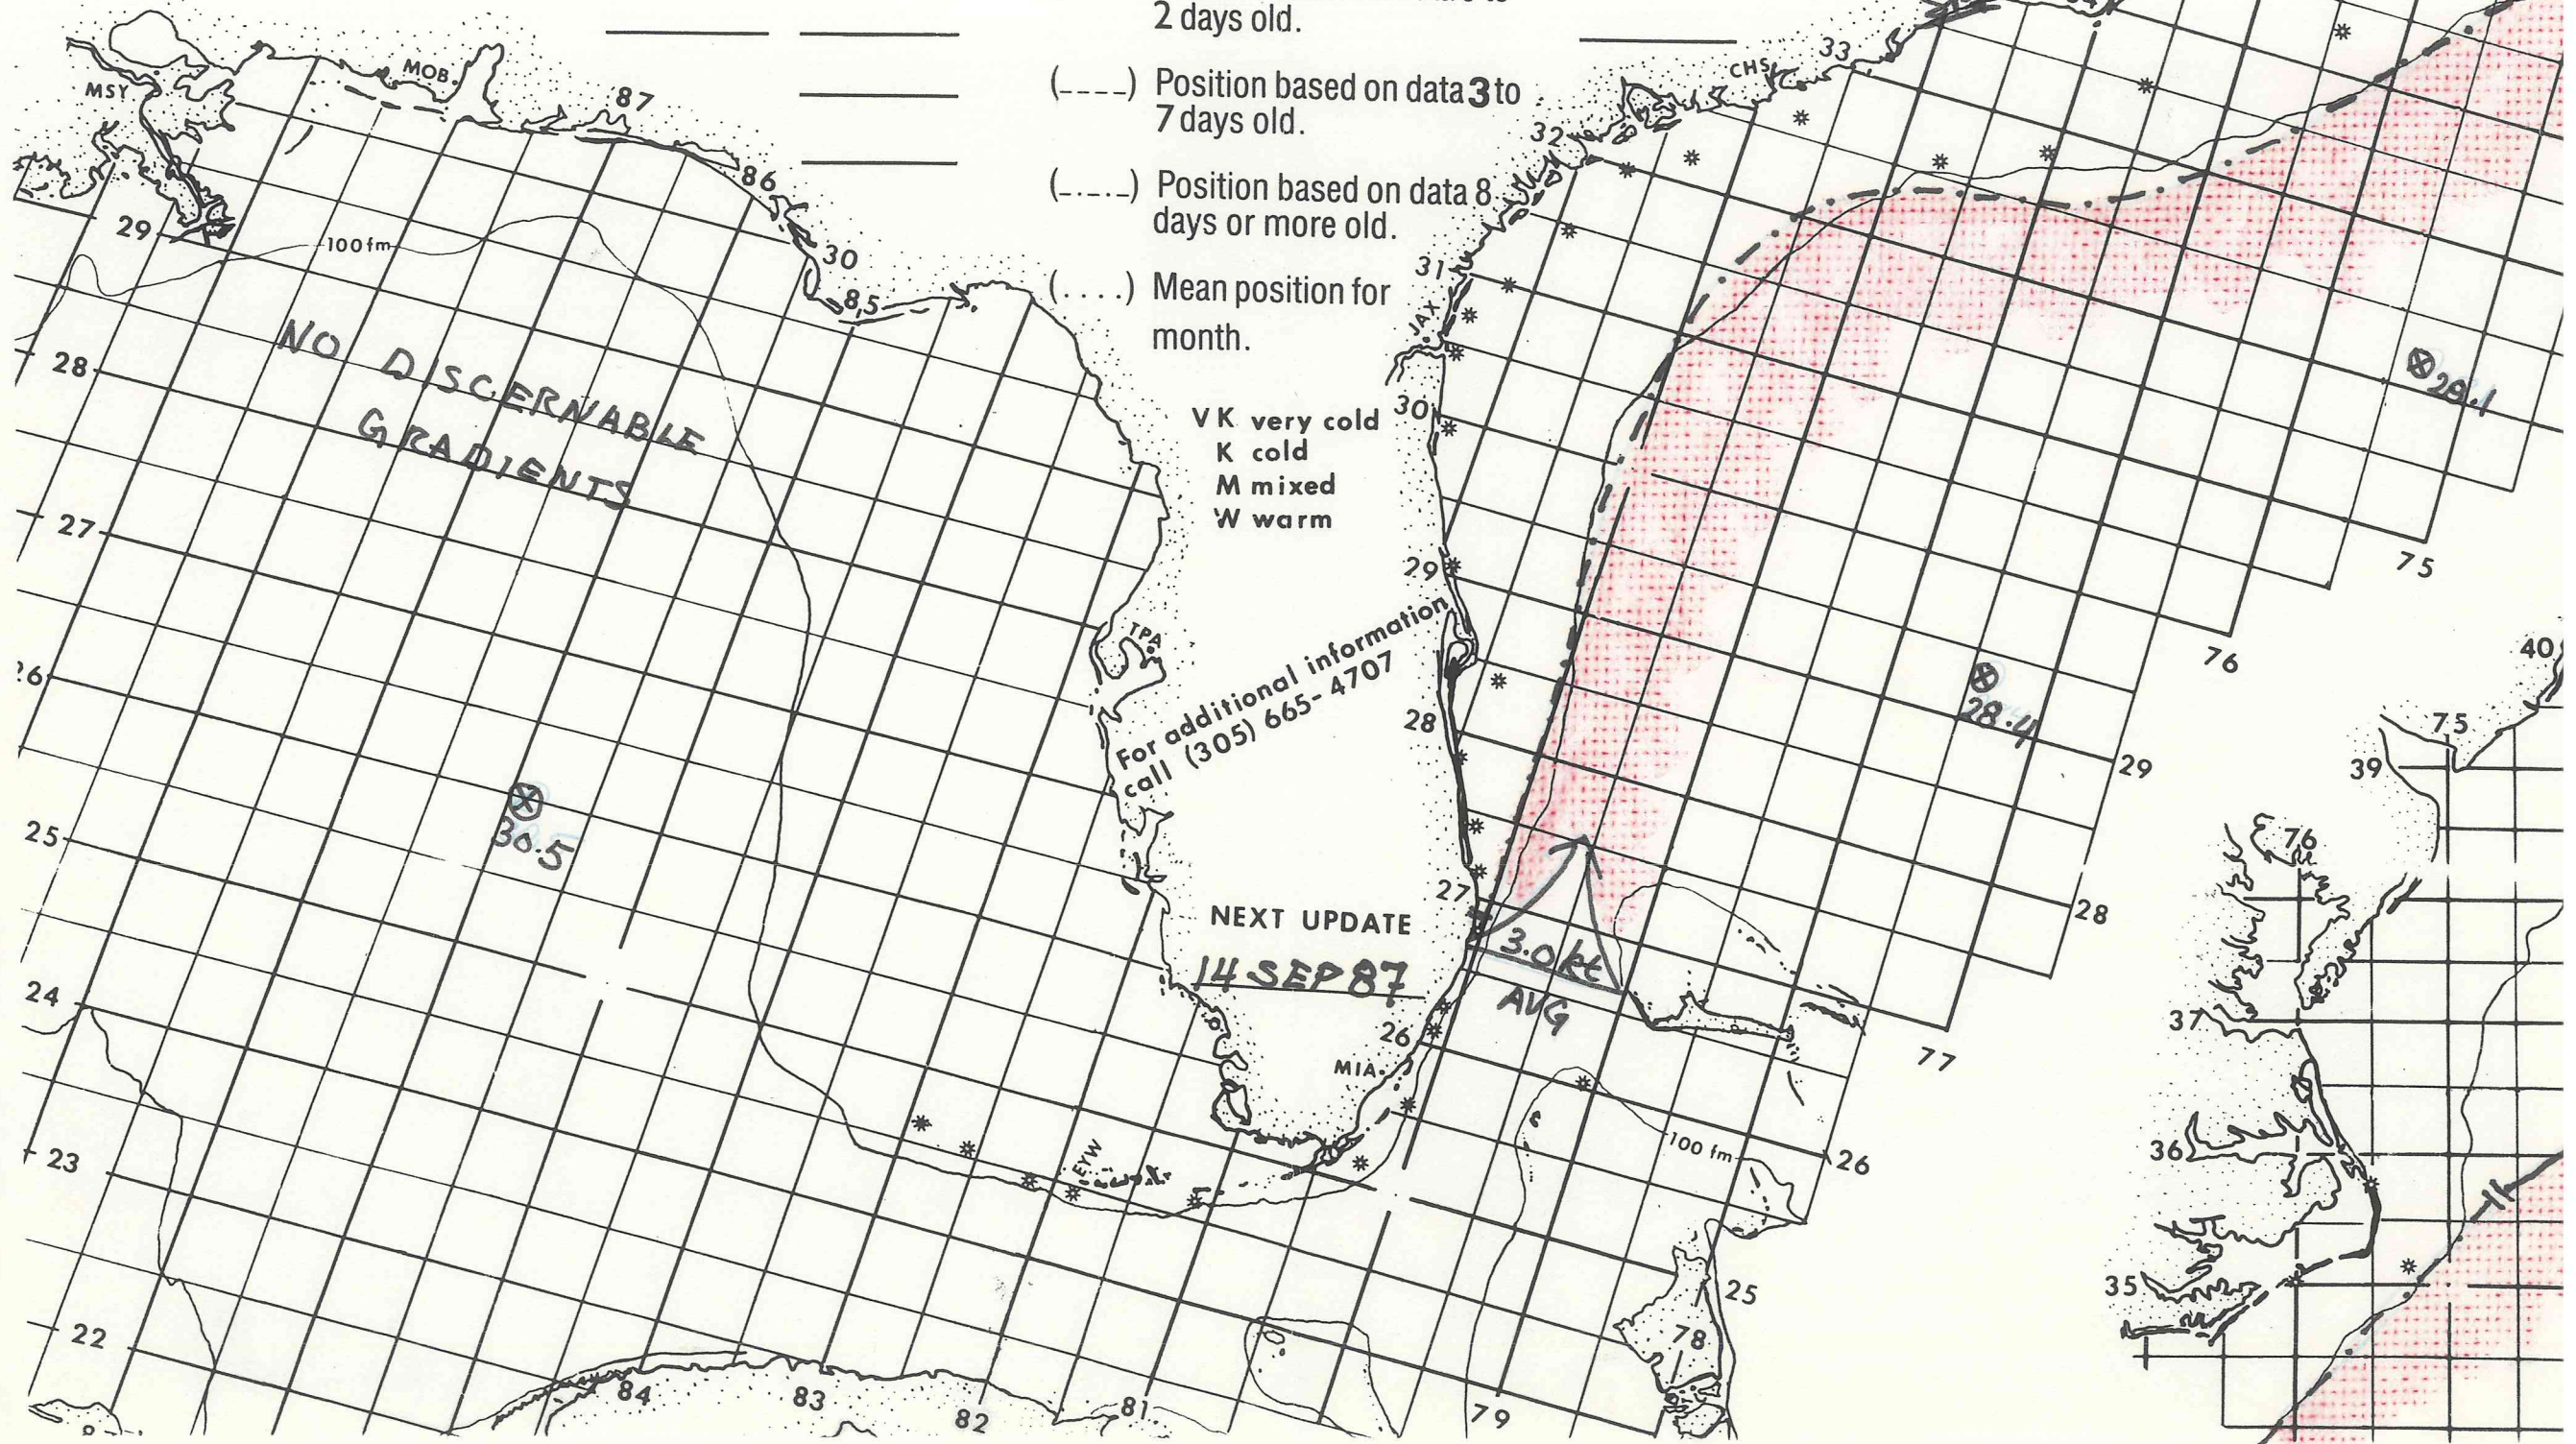 2 days old.
(----) Position based on data 3 to
7 days old.
(_._._) Position based on data 8
days or more old.
(....) Mean position for
month.
VK very cold
K cold
M mixed
W warm
For additional information
call (305) 665-4707
NEXT UPDATE
14 SEP 87
NO DISCERNABLE
GRADIENTS
MSY
MOB
87
86
30
85
29
100 fm
28
27
25
24
23
22
30.5
TPA
EYW
MIA
JAX
CHS
33
32
31
30
29
28
27
26
3.0 kt
AVG
28.1
28.4
75
76
29
28
77
26
100 fm
25
78
79
81
82
83
84
40
75
39
76
37
36
35